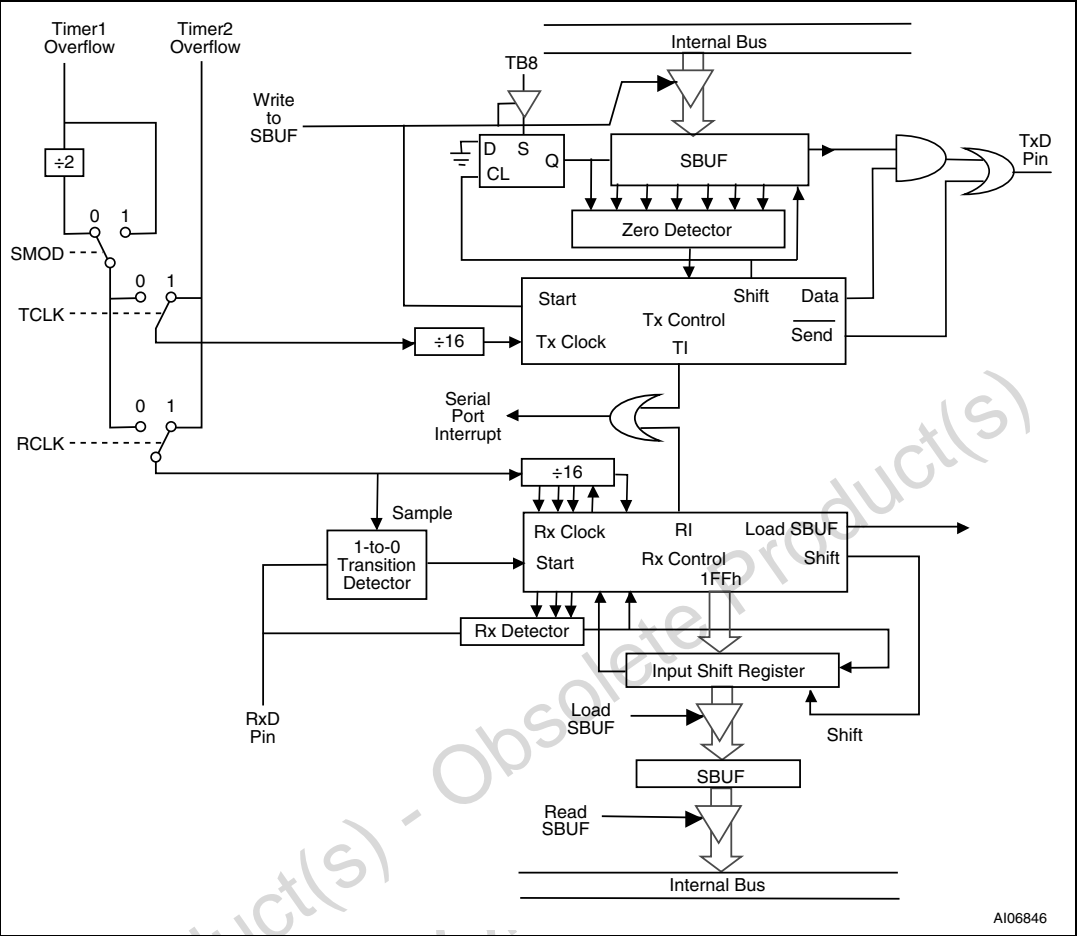 Timer1
Overflow
Timer2
Overflow
Internal Bus
TB8
Write
to
SBUF
÷2
D S
Q
CL
SBUF
TxD
Pin
0 1
SMOD
Zero Detector
0 1
TCLK
Start
Shift
Data
Tx Control
Send
÷16
Tx Clock
TI
Serial
Port
Interrupt
0 1
RCLK
÷16
Sample
1-to-0
Transition
Detector
Rx Clock
RI
Load SBUF
Start
Rx Control
Shift
1FFh
Rx Detector
Input Shift Register
RxD
Pin
Load
SBUF
Shift
SBUF
Read
SBUF
Internal Bus
AI06846
uct(s) - Obsolete Product(s)